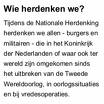 Wie herdenken we?
Tijdens de Nationale Herdenking
herdenken we allen - burgers en
militairen - die in het Koninkrijk
der Nederlanden of waar ook ter
wereld zijn omgekomen sinds
het uitbreken van de Tweede
Wereldoorlog, in oorlogssituaties
en bij vredesoperaties.